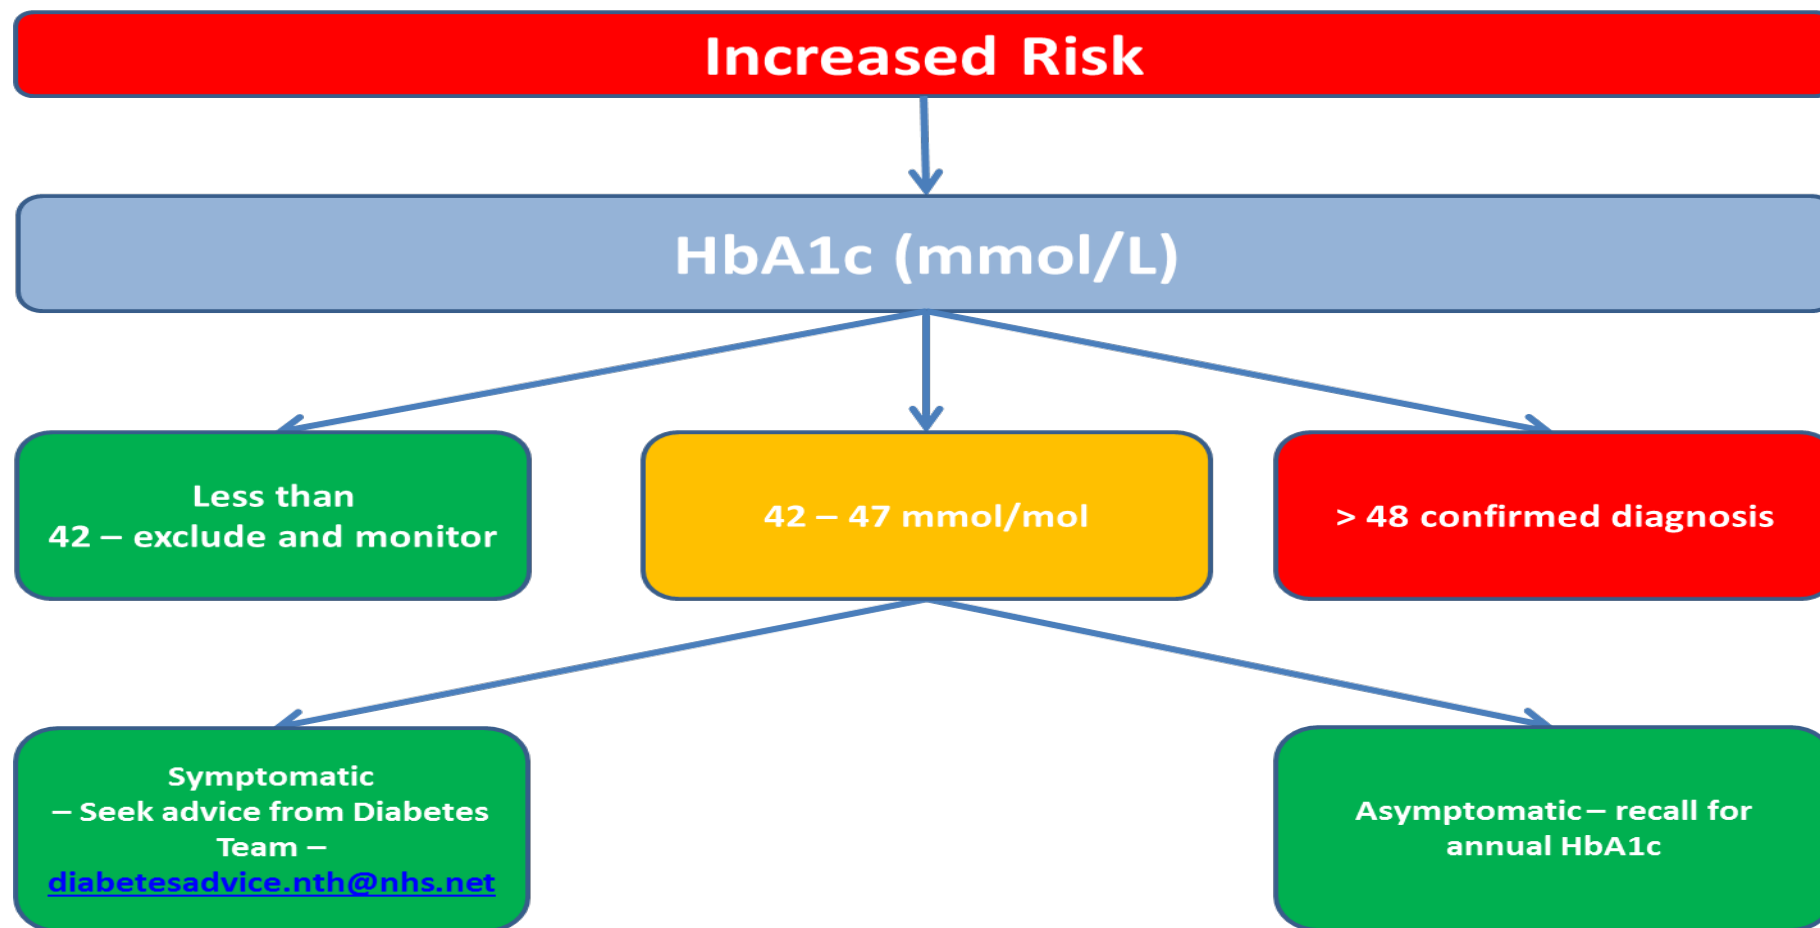 Increased Risk
HbA1c (mmol/L)
Less than
42 – exclude and monitor
42 – 47 mmol/mol
> 48 confirmed diagnosis
Symptomatic
– Seek advice from Diabetes
Team –
diabetesadvice.nth@nhs.net
Asymptomatic – recall for
annual HbA1c